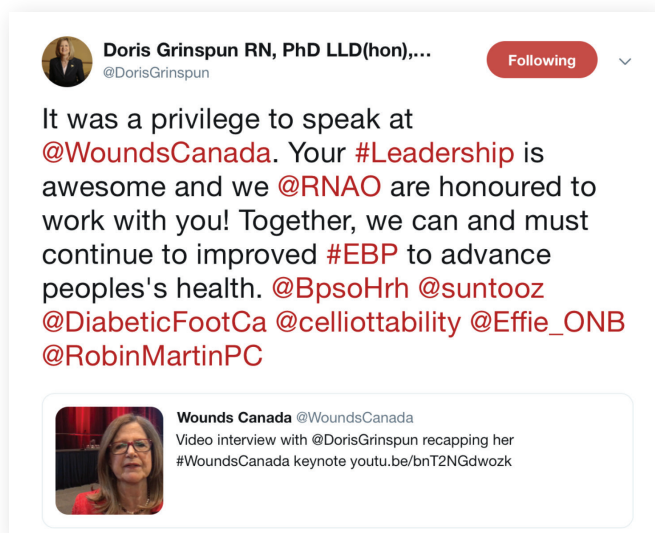 Doris Grinspun RN, PhD LLD(hon),...
@DorisGrinspun
Following
It was a privilege to speak at
@WoundsCanada. Your #Leadership is
awesome and we @RNAO are honoured to
work with you! Together, we can and must
continue to improved #EBP to advance
peoples's health. @BpsoHrh @suntooz
@DiabeticFootCa @celliottability @Effie_ONB
@RobinMartinPC
Wounds Canada @WoundsCanada
Video interview with @DorisGrinspun recapping her
#WoundsCanada keynote youtu.be/bnT2NGdwozk